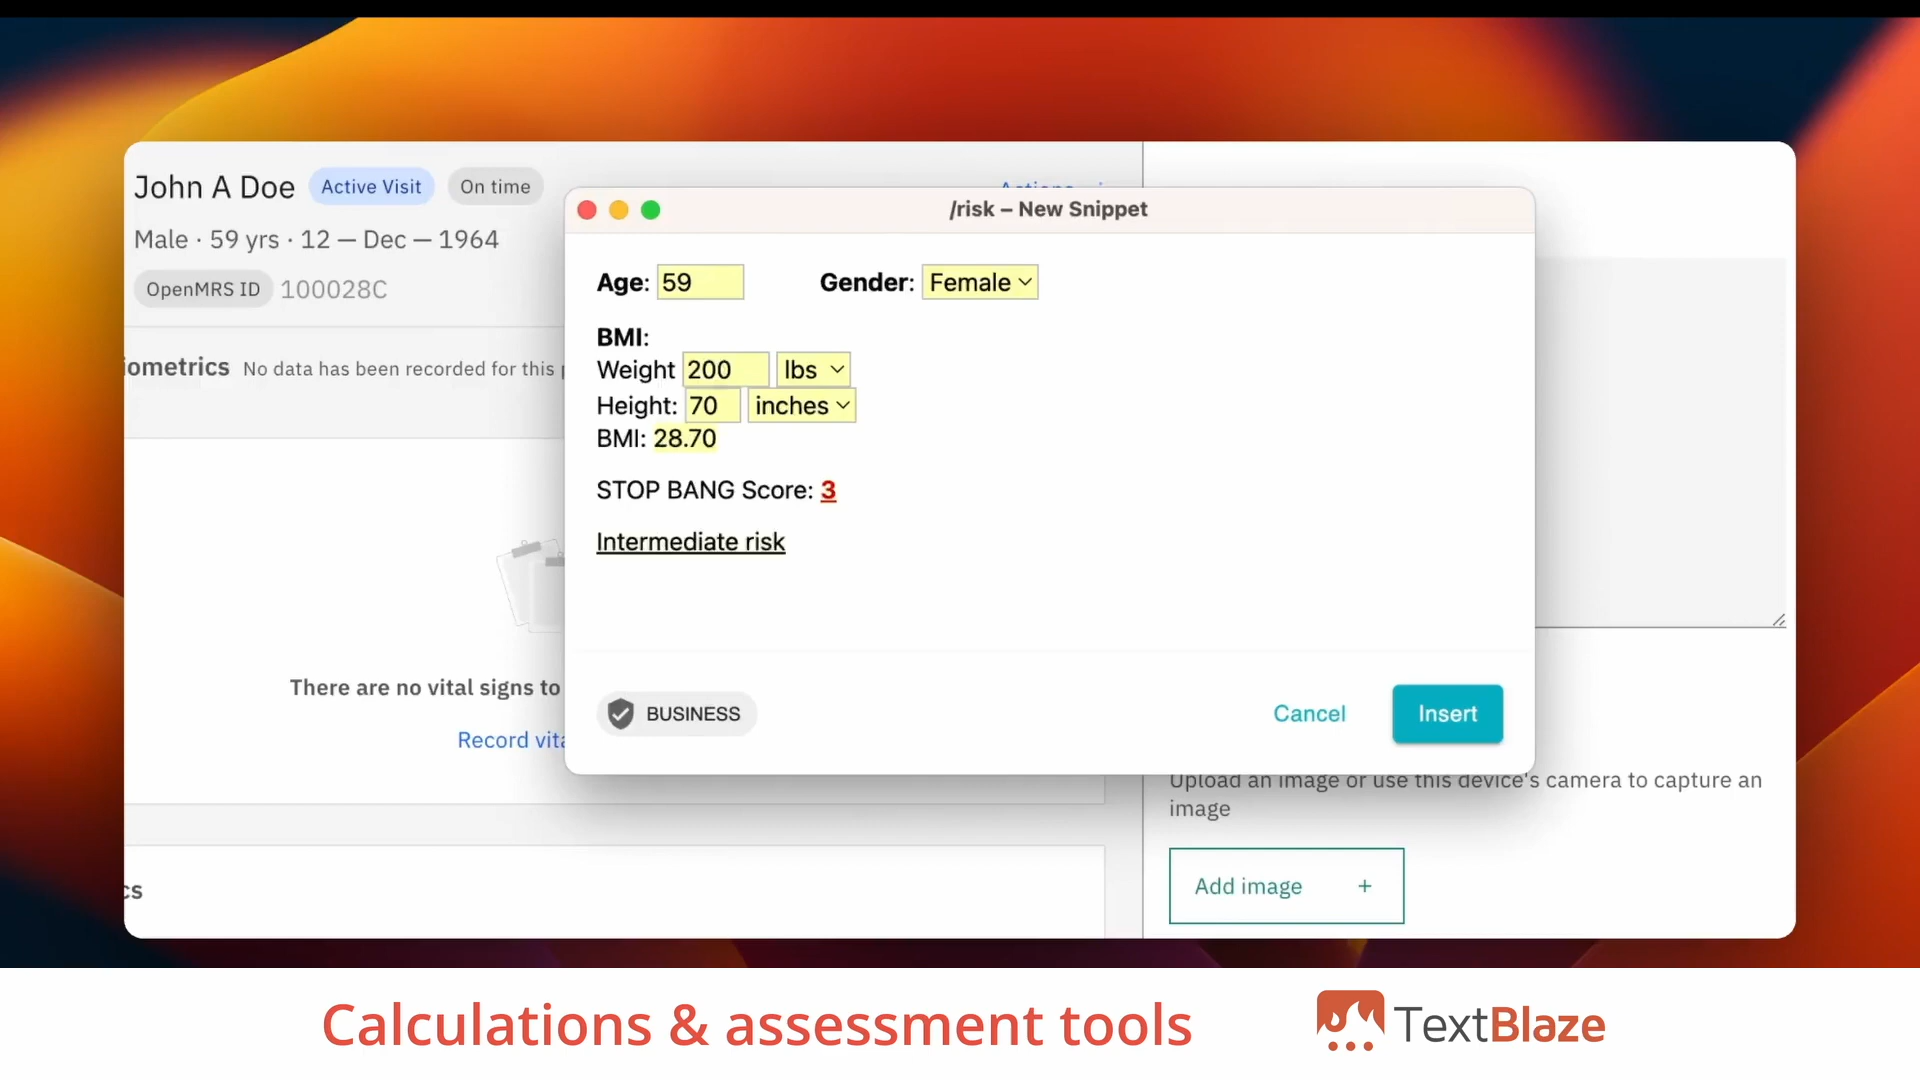 John A Doe Active Visit On time
Male · 59 yrs · 12 — Dec — 1964
OpenMRS ID 100028C
iometrics No data has been recorded for this
There are no vital signs to
Record vita
cs
Actions
/risk – New Snippet
Age: 59 Gender: Female
BMI:
Weight 200 lbs
Height: 70 inches
BMI: 28.70
STOP BANG Score: 3
Intermediate risk
BUSINESS Cancel Insert
Upload an image or use this device's camera to capture an
image
Add image +
Calculations & assessment tools
TextBlaze